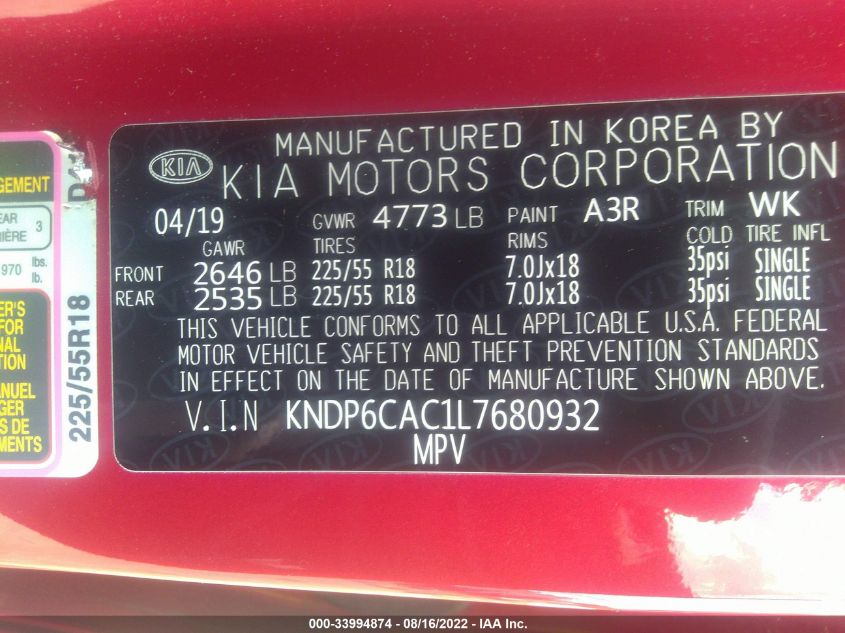 MANUFACTURED IN KOREA BY
KIA KIA MOTORS CORPORATION
04/19 GVWR 4773 LB PAINT A3R TRIM WK
GAWR TIRES RIMS COLD TIRE INFL
FRONT 2646 LB 225/55 R18 7.0Jx18 35psi SINGLE
REAR 2535 LB 225/55 R18 7.0Jx18 35psi SINGLE
THIS VEHICLE CONFORMS TO ALL APPLICABLE U.S.A. FEDERAL
MOTOR VEHICLE SAFETY AND THEFT PREVENTION STANDARDS
IN EFFECT ON THE DATE OF MANUFACTURE SHOWN ABOVE.
V.I.N KNDP6CAC1L7680932
MPV
3
970 lbs.
lb.
225/55R18
000-33994874 - 08/16/2022 - IAA Inc.